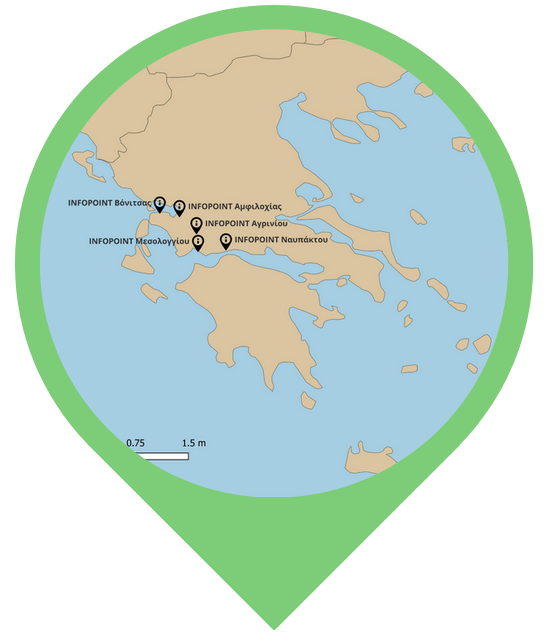 INFOPOINT Βόνιτσας
INFOPOINT Αμφιλοχίας
INFOPOINT Αγρινίου
INFOPOINT Μεσολογγίου
INFOPOINT Ναυπάκτου
0.75 1.5 m